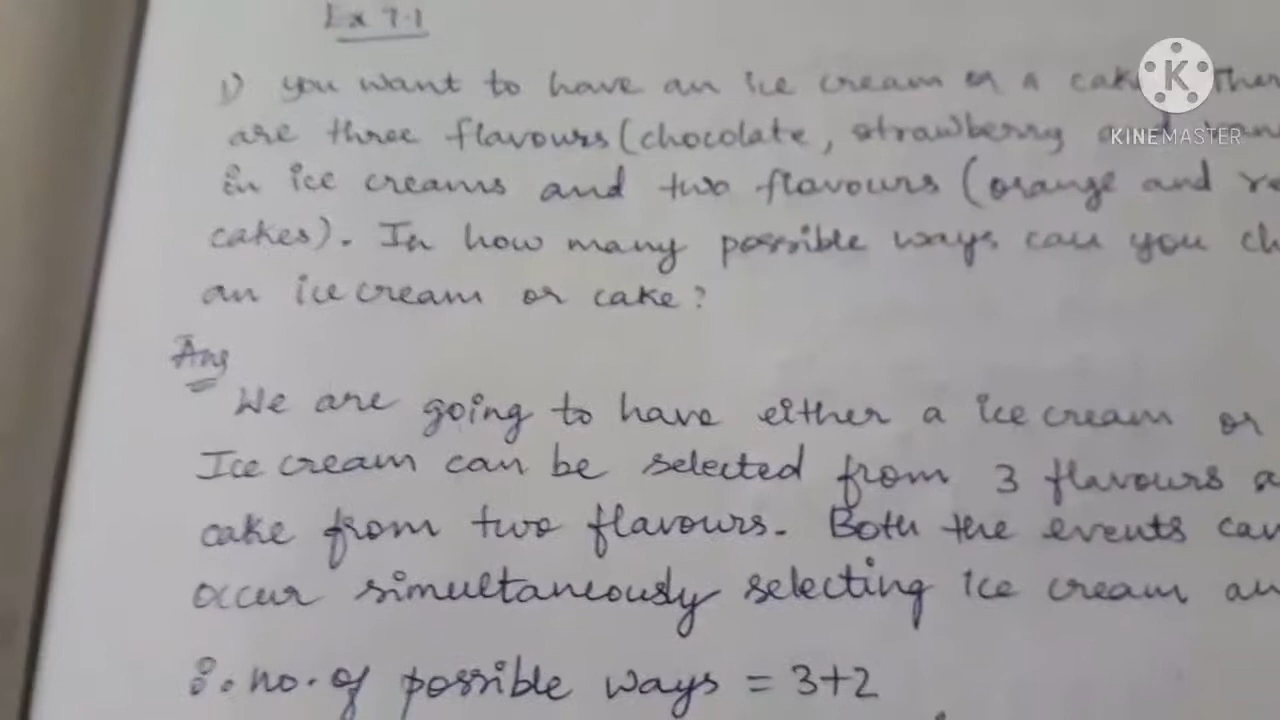 Ex 7.1
1) you want to have an ice cream or a cake
are three flavours (chocolate, strawberry and
in ice creams and two flavours (orange and
cakes). In how many possible ways can you
an ice cream or cake?
Ans
We are going to have either a ice cream or
Ice cream can be selected from 3 flavours
cake from two flavours. Both the events
occur simultaneously selecting ice cream
∴ no. of possible ways = 3+2
K
KINEMASTER